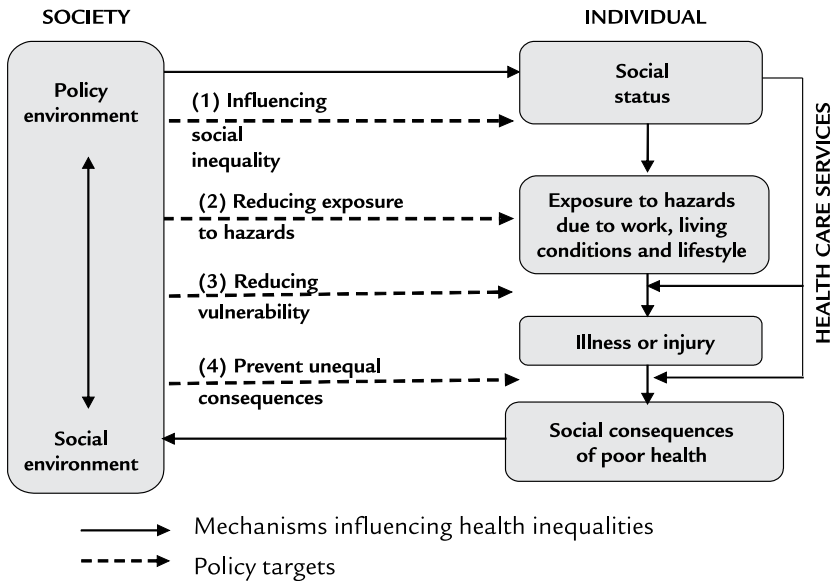 SOCIETY
INDIVIDUAL
Policy
environment
Social
environment
(1) Influencing
social
inequality
(2) Reducing exposure
to hazards
(3) Reducing
vulnerability
(4) Prevent unequal
consequences
Social
status
Exposure to hazards
due to work, living
conditions and lifestyle
Illness or injury
Social consequences
of poor health
HEALTH CARE SERVICES
Mechanisms influencing health inequalities
Policy targets